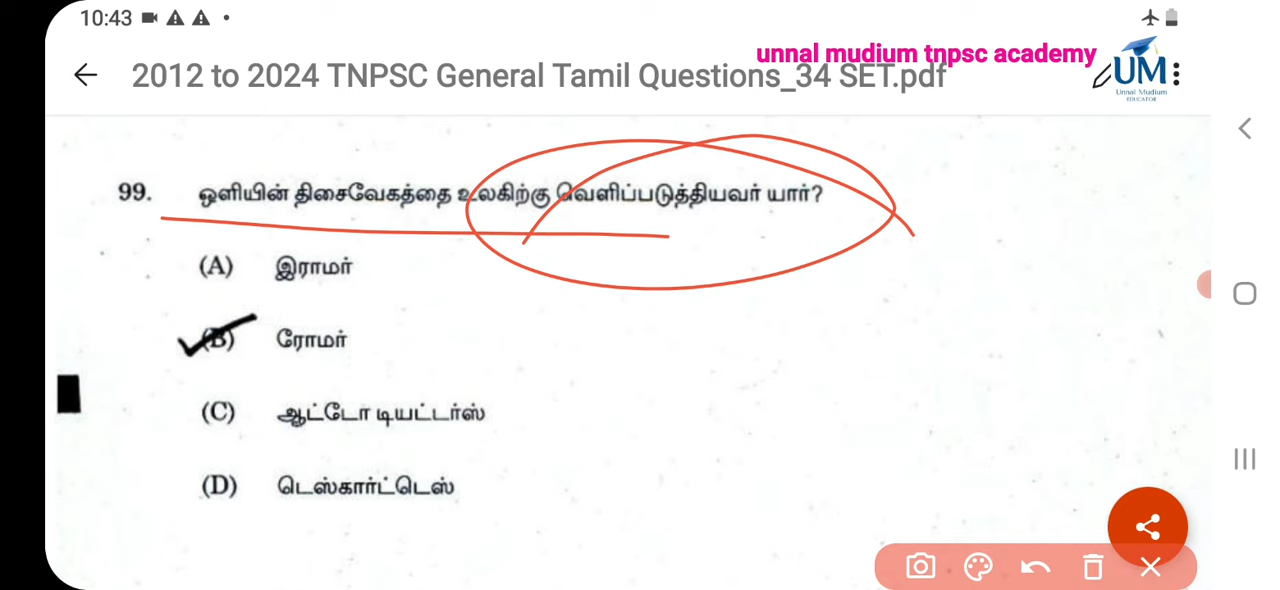 10:43
unnal mudium tnpsc academy
2012 to 2024 TNPSC General Tamil Questions_34 SET.pdf
UM
Unnal Mudium
EDUCATOR
99. ஒளியின் திசைவேகத்தை உலகிற்கு வெளிப்படுத்தியவர் யார்?
(A) இராமர்
(B) ரோமர்
(C) ஆட்டோ டியட்டர்ஸ்
(D) டெஸ்கார்ட்டெஸ்